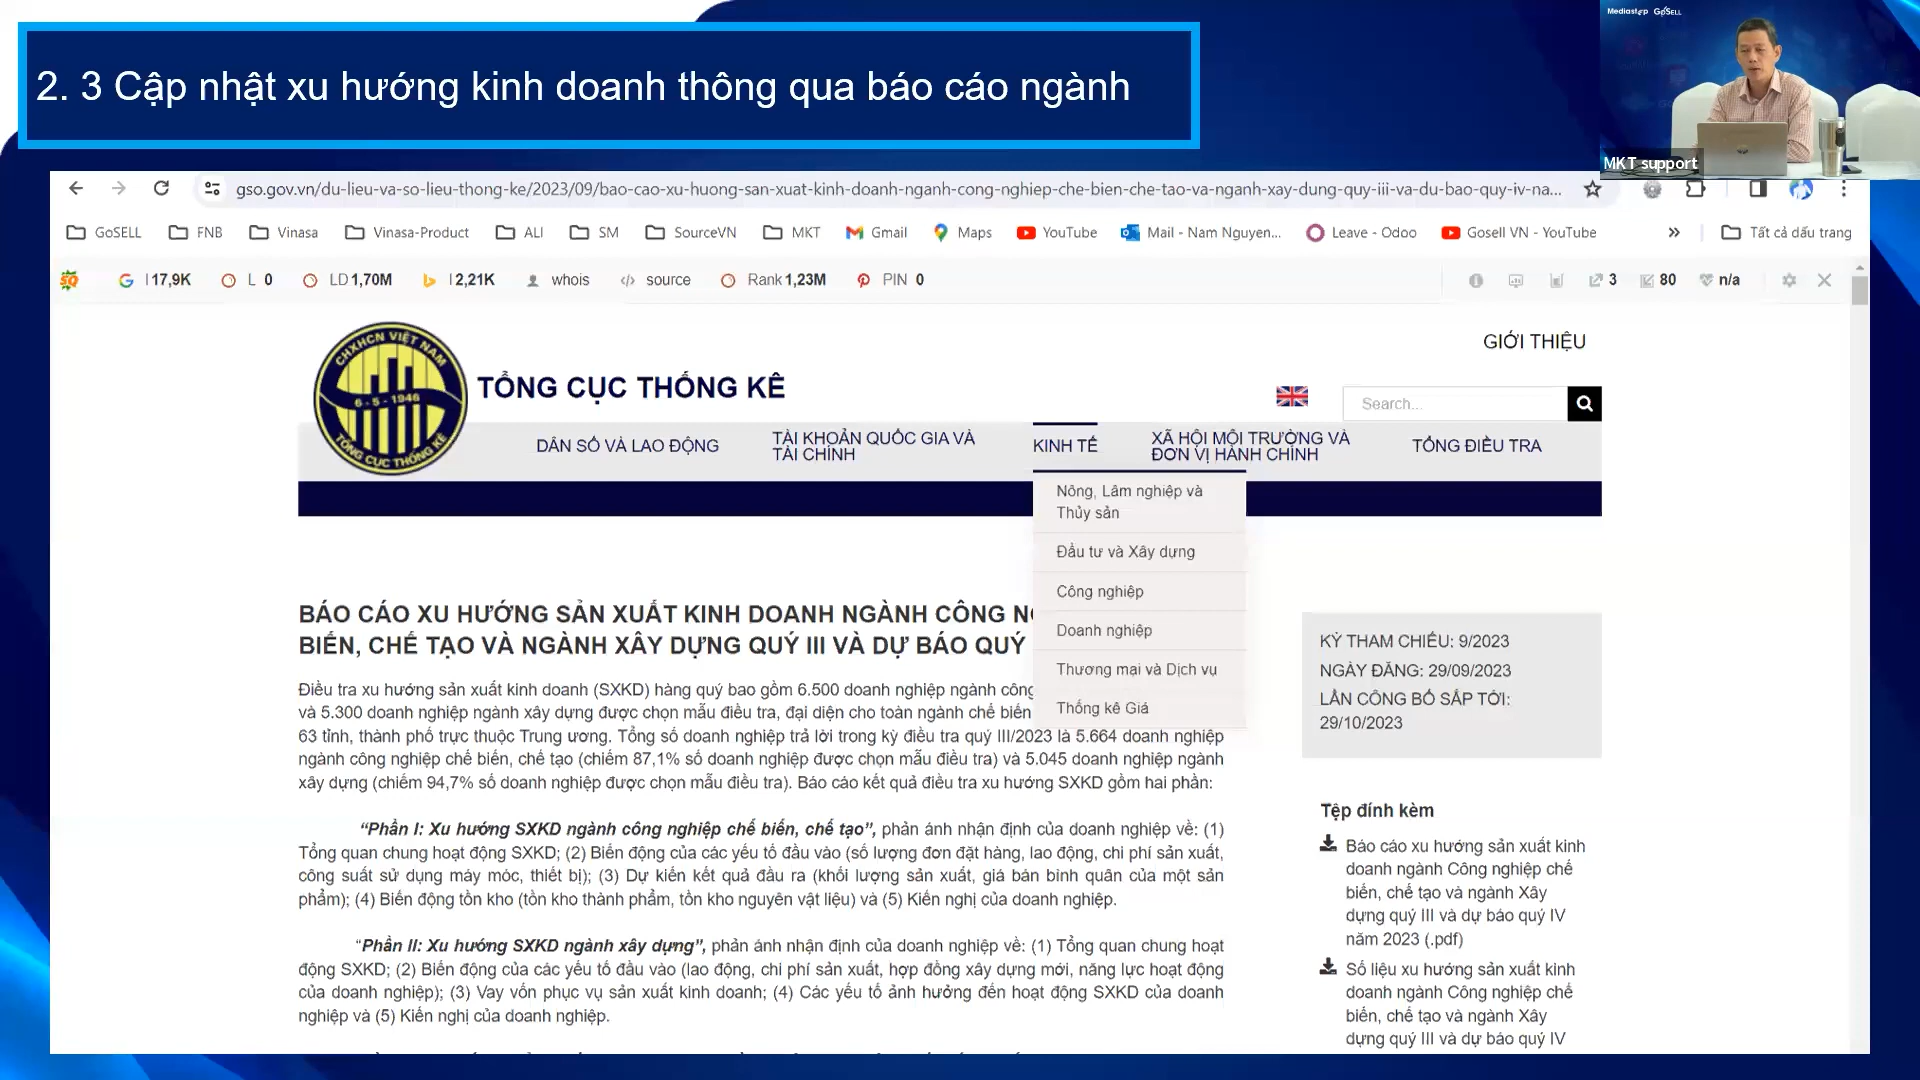 Mediastep GoSELL
MKT support
2. 3 Cập nhật xu hướng kinh doanh thông qua báo cáo ngành
gso.gov.vn/du-lieu-va-so-lieu-thong-ke/2023/09/bao-cao-xu-huong-san-xuat-kinh-doanh-nganh-cong-nghiep-che-bien-che-tao-va-nganh-xay-dung-quy-iii-va-du-bao-quy-iv-na...
GoSELL FNB Vinasa Vinasa-Product ALI SM SourceVN MKT Gmail Maps YouTube Mail - Nam Nguyen... Leave - Odoo Gosell VN - YouTube » Tất cả dấu trang
SQ I 17,9K L 0 LD 1,70M I 2,21K whois source Rank 1,23M PIN 0 3 80 n/a
GIỚI THIỆU
CHXHCN VIỆT NAM
6 - 5 - 1946
TỔNG CỤC THỐNG KÊ
TỔNG CỤC THỐNG KÊ
Search...
DÂN SỐ VÀ LAO ĐỘNG
TÀI KHOẢN QUỐC GIA VÀ
TÀI CHÍNH
KINH TẾ
XÃ HỘI MÔI TRƯỜNG VÀ
ĐƠN VỊ HÀNH CHÍNH
TỔNG ĐIỀU TRA
Nông, Lâm nghiệp và
Thủy sản
Đầu tư và Xây dựng
Công nghiệp
Doanh nghiệp
Thương mại và Dịch vụ
Thống kê Giá
BÁO CÁO XU HƯỚNG SẢN XUẤT KINH DOANH NGÀNH CÔNG
BIẾN, CHẾ TẠO VÀ NGÀNH XÂY DỰNG QUÝ III VÀ DỰ BÁO QUÝ
Điều tra xu hướng sản xuất kinh doanh (SXKD) hàng quý bao gồm 6.500 doanh nghiệp ngành công
và 5.300 doanh nghiệp ngành xây dựng được chọn mẫu điều tra, đại diện cho toàn ngành chế biến
63 tỉnh, thành phố trực thuộc Trung ương. Tổng số doanh nghiệp trả lời trong kỳ điều tra quý III/2023 là 5.664 doanh nghiệp
ngành công nghiệp chế biến, chế tạo (chiếm 87,1% số doanh nghiệp được chọn mẫu điều tra) và 5.045 doanh nghiệp ngành
xây dựng (chiếm 94,7% số doanh nghiệp được chọn mẫu điều tra). Báo cáo kết quả điều tra xu hướng SXKD gồm hai phần:
“Phần I: Xu hướng SXKD ngành công nghiệp chế biến, chế tạo”, phản ánh nhận định của doanh nghiệp về: (1)
Tổng quan chung hoạt động SXKD; (2) Biến động của các yếu tố đầu vào (số lượng đơn đặt hàng, lao động, chi phí sản xuất,
công suất sử dụng máy móc, thiết bị); (3) Dự kiến kết quả đầu ra (khối lượng sản xuất, giá bán bình quân của một sản
phẩm); (4) Biến động tồn kho (tồn kho thành phẩm, tồn kho nguyên vật liệu) và (5) Kiến nghị của doanh nghiệp.
“Phần II: Xu hướng SXKD ngành xây dựng”, phản ánh nhận định của doanh nghiệp về: (1) Tổng quan chung hoạt
động SXKD; (2) Biến động của các yếu tố đầu vào (lao động, chi phí sản xuất, hợp đồng xây dựng mới, năng lực hoạt động
của doanh nghiệp); (3) Vay vốn phục vụ sản xuất kinh doanh; (4) Các yếu tố ảnh hưởng đến hoạt động SXKD của doanh
nghiệp và (5) Kiến nghị của doanh nghiệp.
KỲ THAM CHIẾU: 9/2023
NGÀY ĐĂNG: 29/09/2023
LẦN CÔNG BỐ SẮP TỚI:
29/10/2023
Tệp đính kèm
Báo cáo xu hướng sản xuất kinh
doanh ngành Công nghiệp chế
biến, chế tạo và ngành Xây
dựng quý III và dự báo quý IV
năm 2023 (.pdf)
Số liệu xu hướng sản xuất kinh
doanh ngành Công nghiệp chế
biến, chế tạo và ngành Xây
dựng quý III và dự báo quý IV